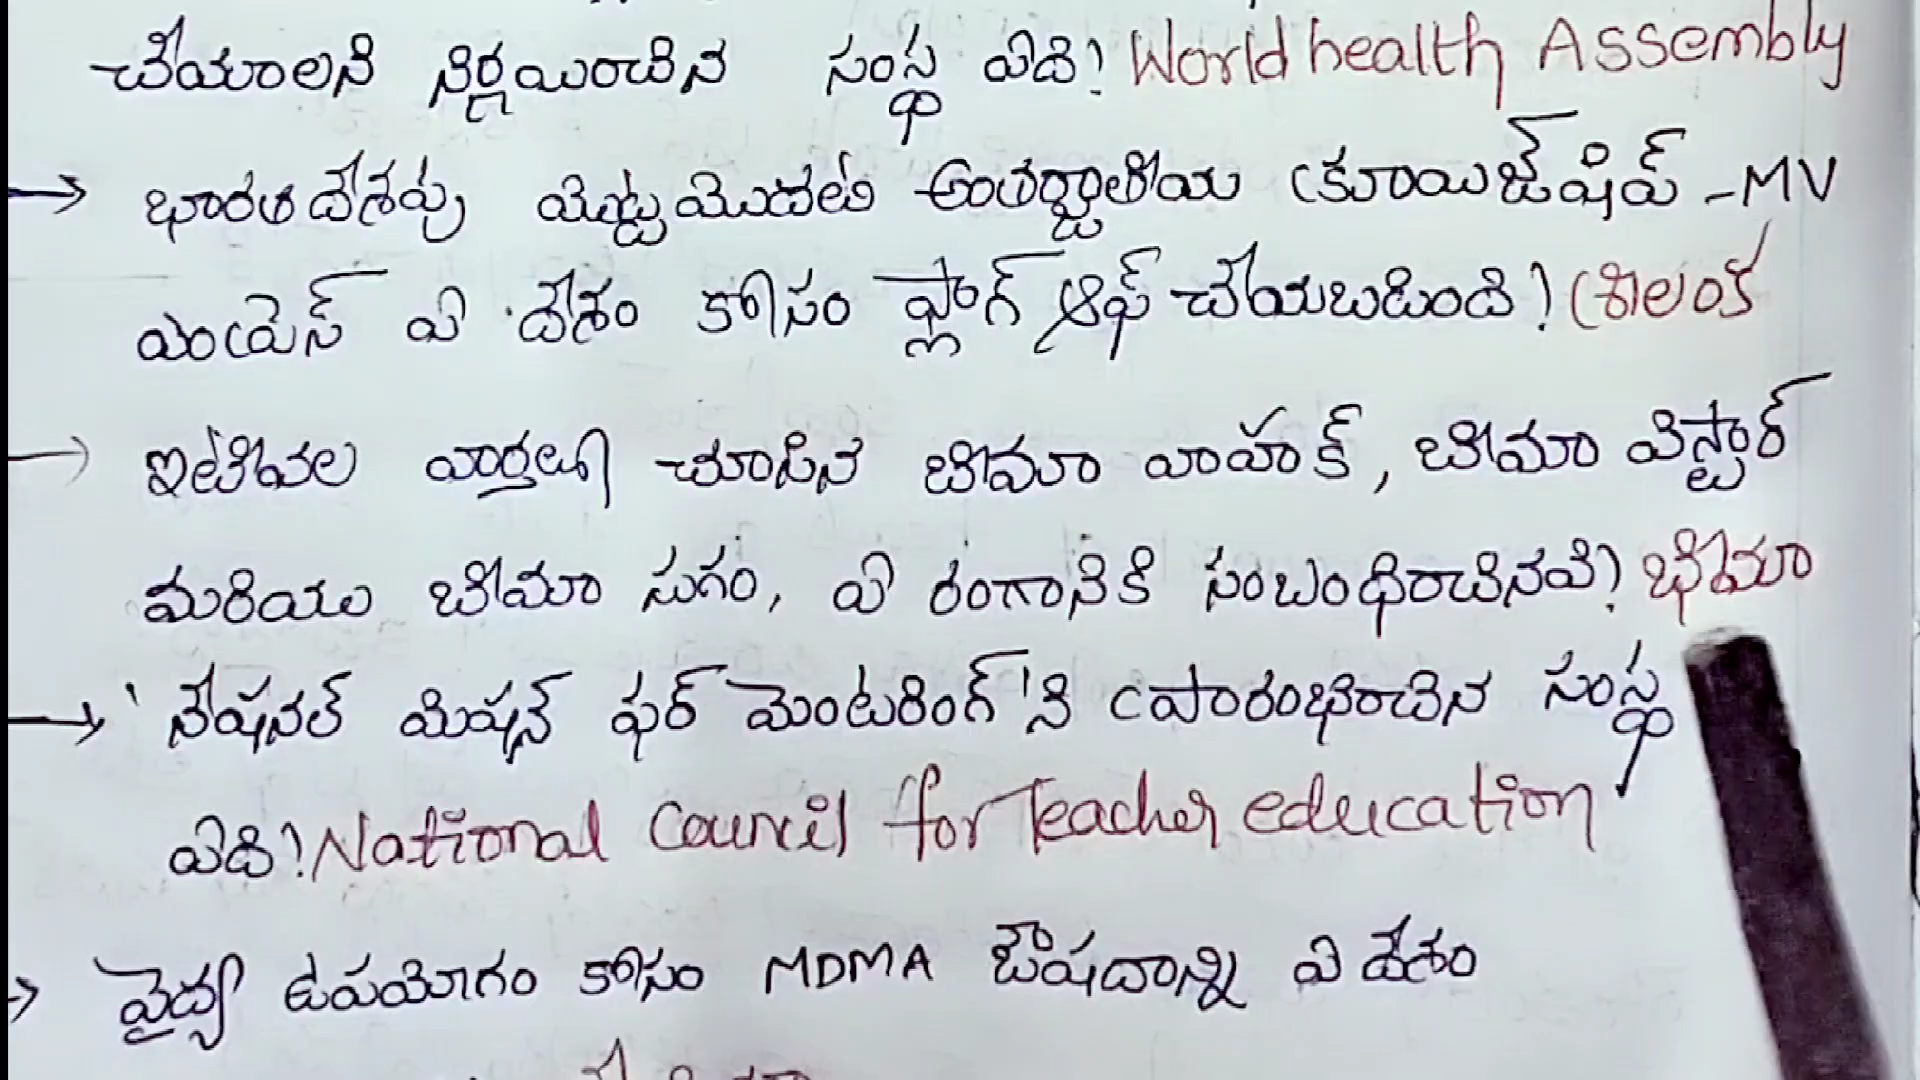 చేయాలని నిర్ణయించిన సంస్థ ఏది? World health Assembly
→ భారతదేశపు మొట్టమొదటి అంతర్జాతీయ క్రూయిజ్ షిప్ - MV
ఎంప్రెస్ ఏ దేశం కోసం ఫ్లాగ్ ఆఫ్ చేయబడింది? శ్రీలంక
→ ఇటీవల వార్తల్లో చూసిన బీమా వాహక్, బీమా విస్టార్
మరియు బీమా సుగం, ఏ రంగానికి సంబంధించినవి? భీమా
→ 'నేషనల్ మిషన్ ఫర్ మెంటరింగ్'ని ప్రారంభించిన సంస్థ
ఏది? National Council for Teacher education
→ వైద్య ఉపయోగం కోసం MDMA ఔషదాన్ని ఏ దేశం